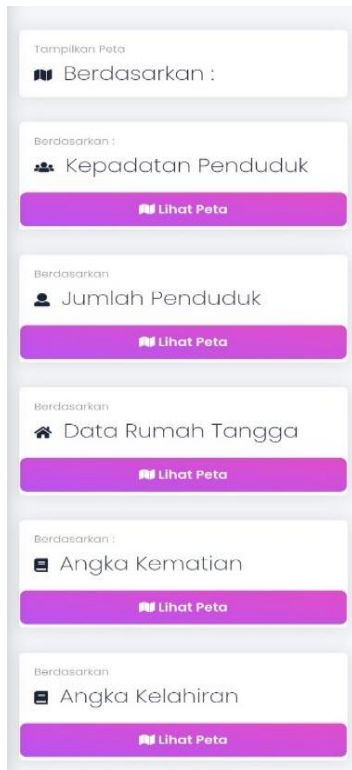 Tampilkan Peta
Berdasarkan :
Berdasarkan :
Kepadatan Penduduk
Lihat Peta
Berdasarkan
Jumlah Penduduk
Lihat Peta
Berdasarkan
Data Rumah Tangga
Lihat Peta
Berdasarkan :
Angka Kematian
Lihat Peta
Berdasarkan
Angka Kelahiran
Lihat Peta